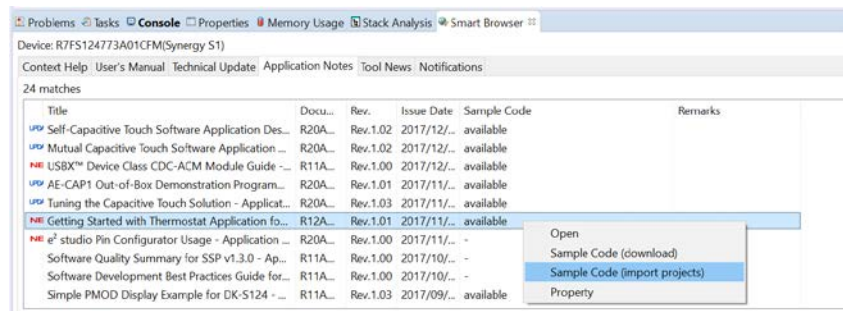 Problems Tasks Console Properties Memory Usage Stack Analysis Smart Browser
Device: R7FS124773A01CFM(Synergy S1)
Context Help User's Manual Technical Update Application Notes Tool News Notifications
24 matches
Title Docu... Rev. Issue Date Sample Code Remarks
UPD! Self-Capacitive Touch Software Application Des... R20A... Rev.1.02 2017/12/... available
UPD! Mutual Capacitive Touch Software Application ... R20A... Rev.1.02 2017/12/... available
NE USBX™ Device Class CDC-ACM Module Guide -... R11A... Rev.1.00 2017/12/... available
UPD! AE-CAP1 Out-of-Box Demonstration Program... R20A... Rev.1.01 2017/11/... available
UPD! Tuning the Capacitive Touch Solution - Applicat... R20A... Rev.1.03 2017/11/... available
NE Getting Started with Thermostat Application fo... R12A... Rev.1.01 2017/11/... available
NE e² studio Pin Configurator Usage - Application ... R20A... Rev.1.00 2017/11/... -
Software Quality Summary for SSP v1.3.0 - Ap... R11A... Rev.1.00 2017/10/... -
Software Development Best Practices Guide for... R11A... Rev.1.00 2017/10/... -
Simple PMOD Display Example for DK-S124 - ... R11A... Rev.1.03 2017/09/... available
Open
Sample Code (download)
Sample Code (import projects)
Property